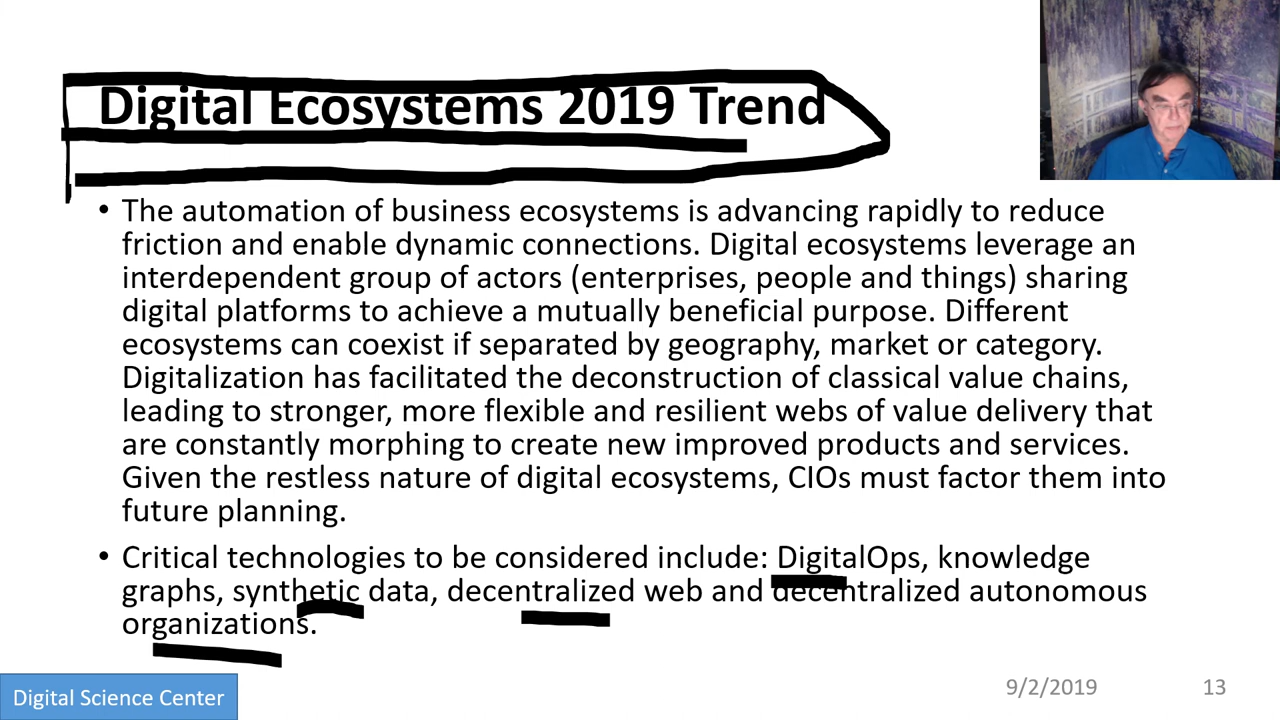 Digital Ecosystems 2019 Trend
• The automation of business ecosystems is advancing rapidly to reduce
friction and enable dynamic connections. Digital ecosystems leverage an
interdependent group of actors (enterprises, people and things) sharing
digital platforms to achieve a mutually beneficial purpose. Different
ecosystems can coexist if separated by geography, market or category.
Digitalization has facilitated the deconstruction of classical value chains,
leading to stronger, more flexible and resilient webs of value delivery that
are constantly morphing to create new improved products and services.
Given the restless nature of digital ecosystems, CIOs must factor them into
future planning.
• Critical technologies to be considered include: DigitalOps, knowledge
graphs, synthetic data, decentralized web and decentralized autonomous
organizations.
Digital Science Center
9/2/2019
13